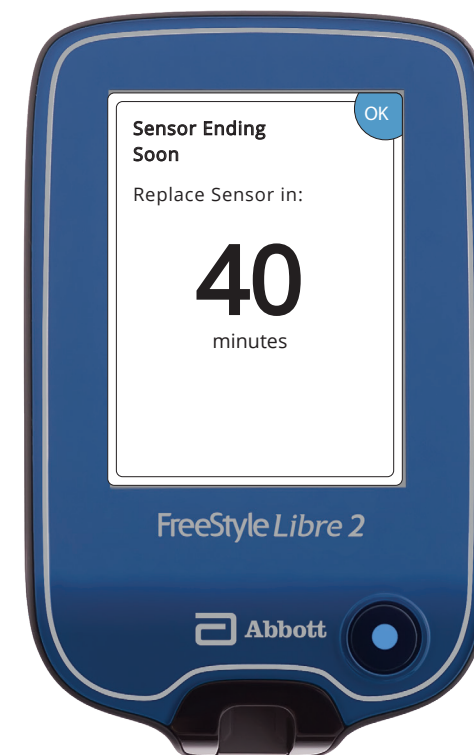 Sensor Ending
Soon
OK
Replace Sensor in:
40
minutes
FreeStyle Libre 2
Abbott